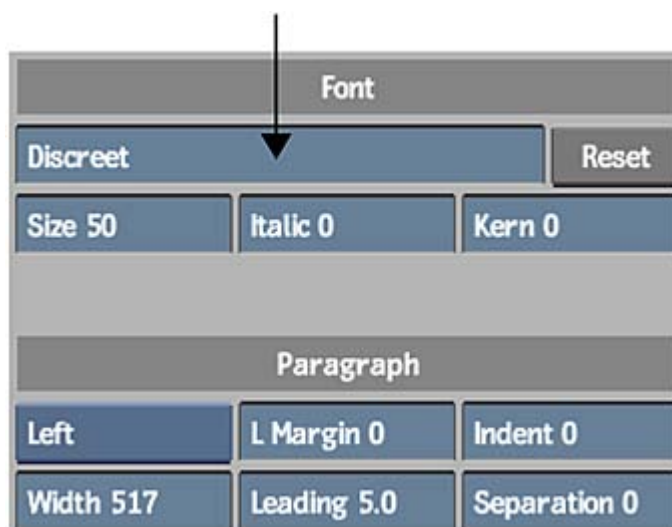 Font
Discreet Reset
Size 50 Italic 0 Kern 0
Paragraph
Left L Margin 0 Indent 0
Width 517 Leading 5.0 Separation 0